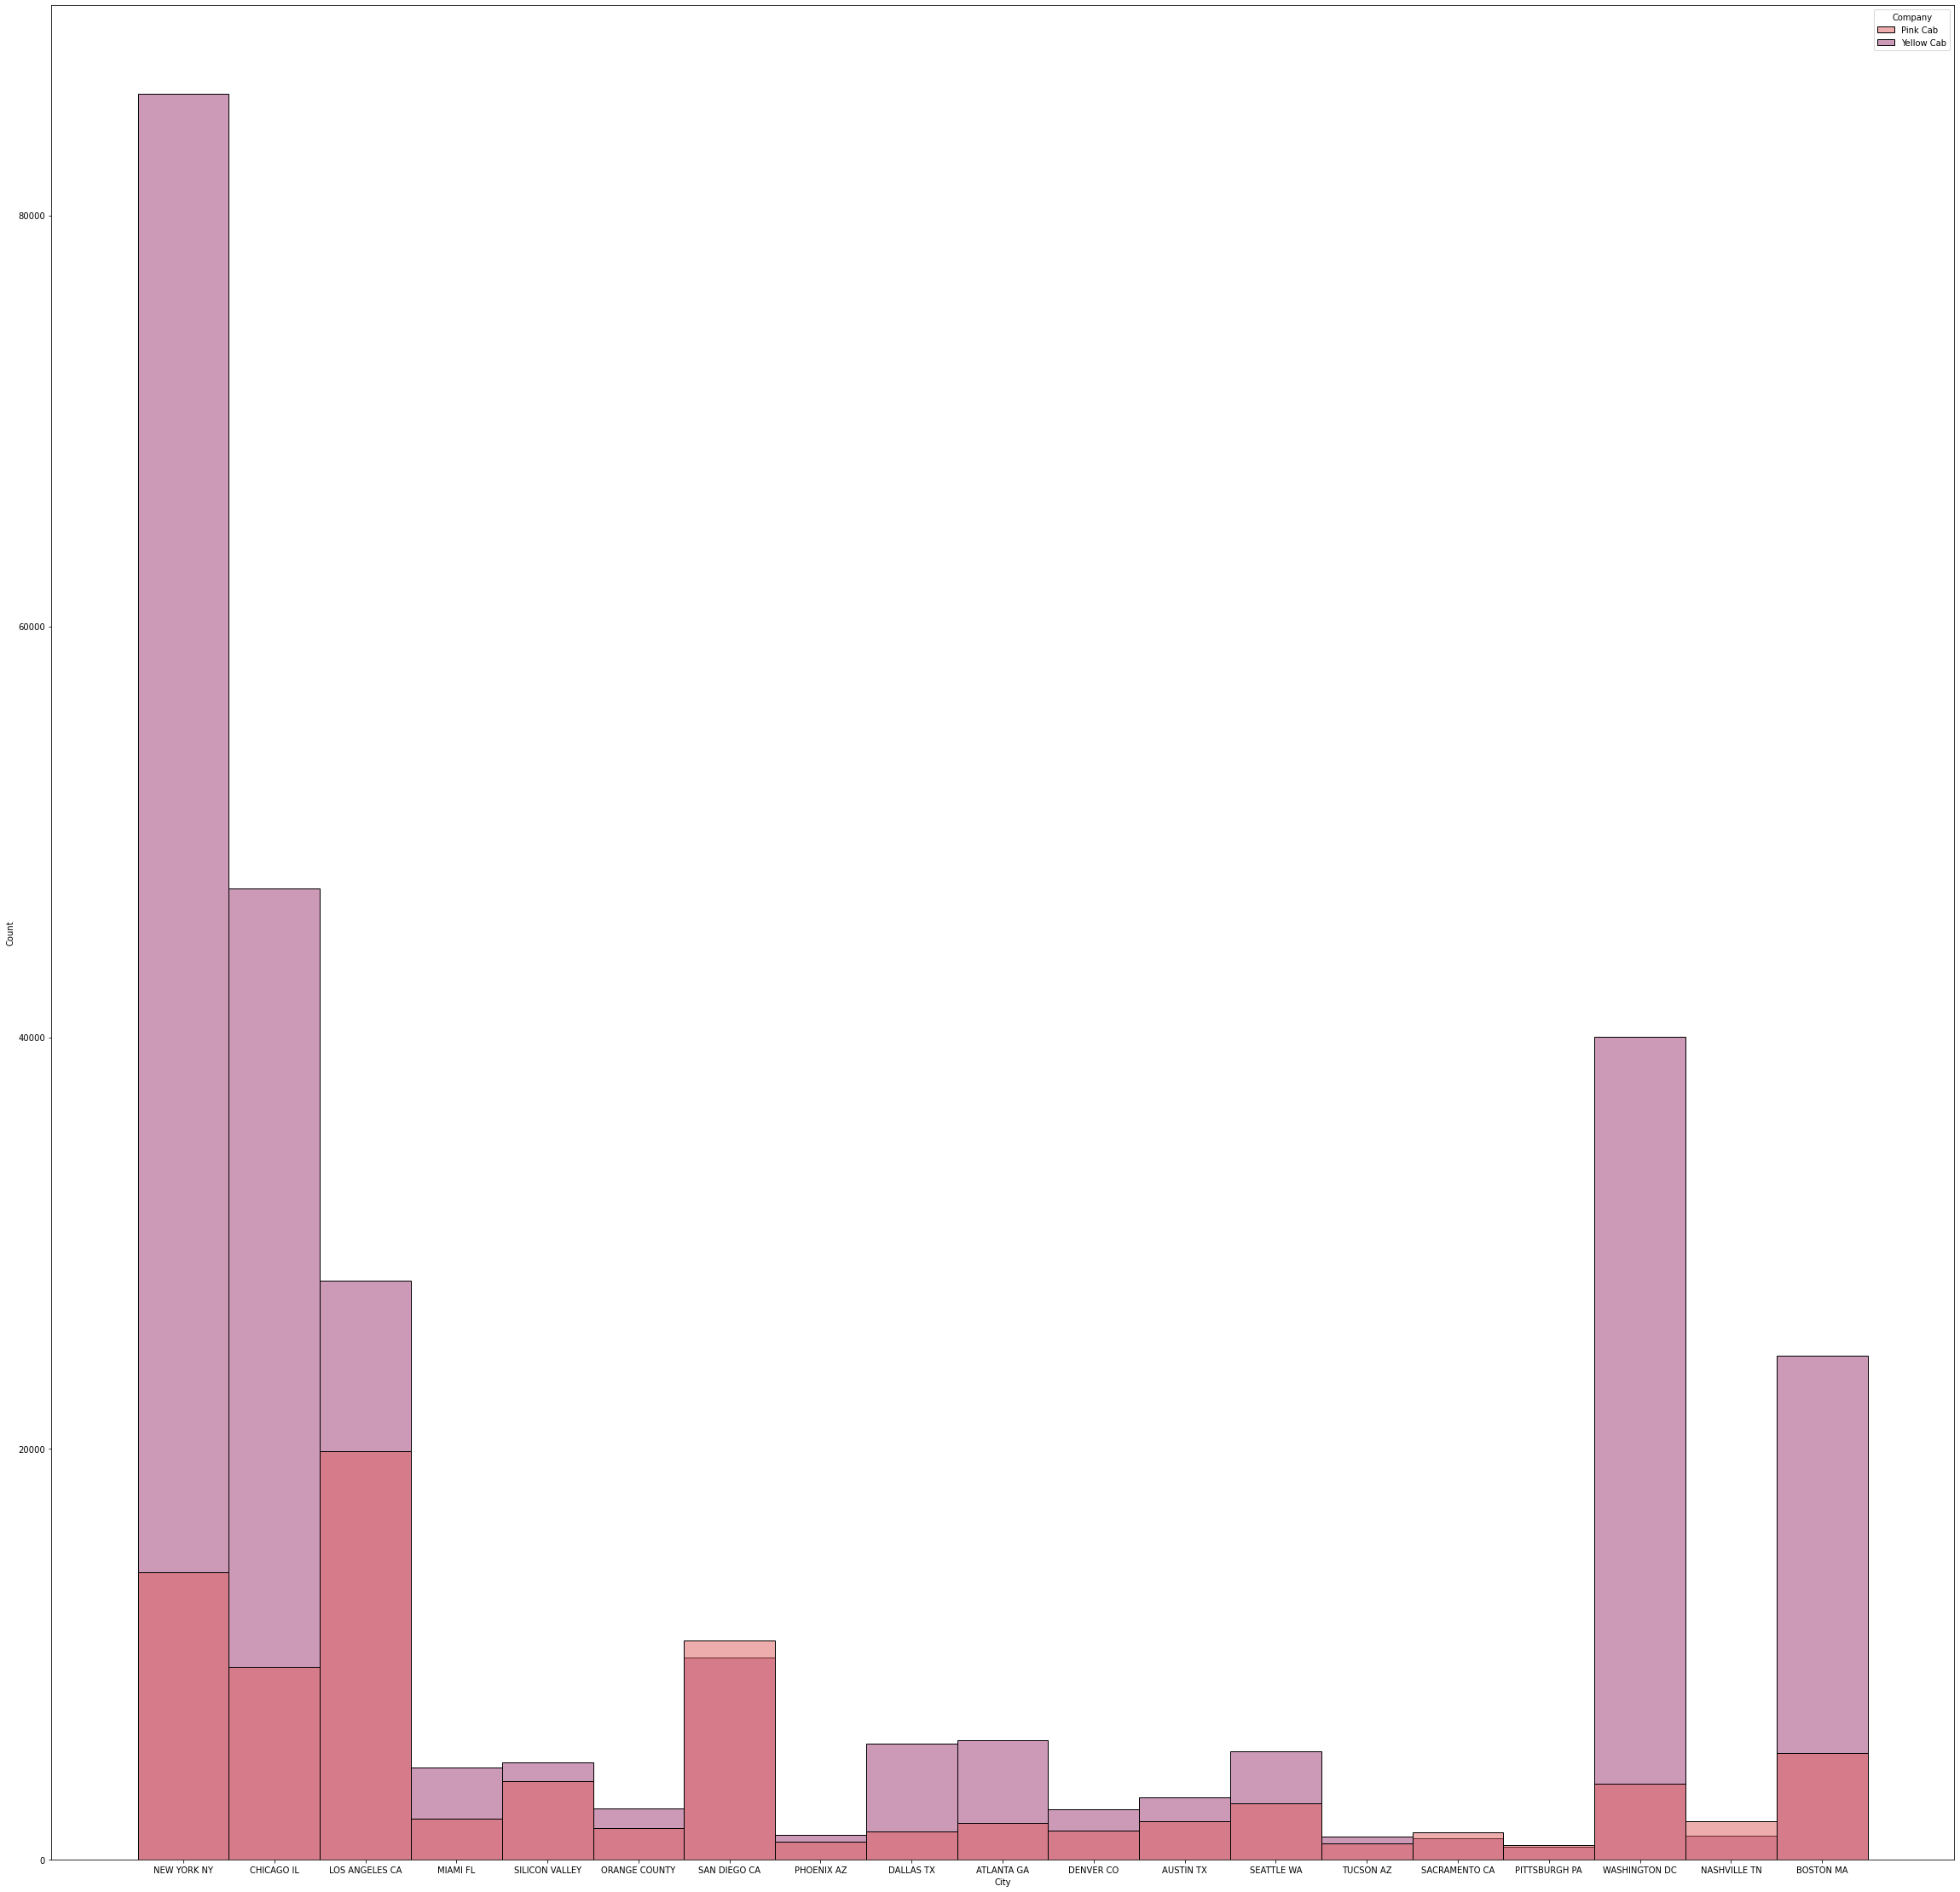 Company
Pink Cab
Yellow Cab
80000
60000
40000
20000
0
Count
NEW YORK NY CHICAGO IL LOS ANGELES CA MIAMI FL SILICON VALLEY ORANGE COUNTY SAN DIEGO CA PHOENIX AZ DALLAS TX ATLANTA GA DENVER CO AUSTIN TX SEATTLE WA TUCSON AZ SACRAMENTO CA PITTSBURGH PA WASHINGTON DC NASHVILLE TN BOSTON MA
City